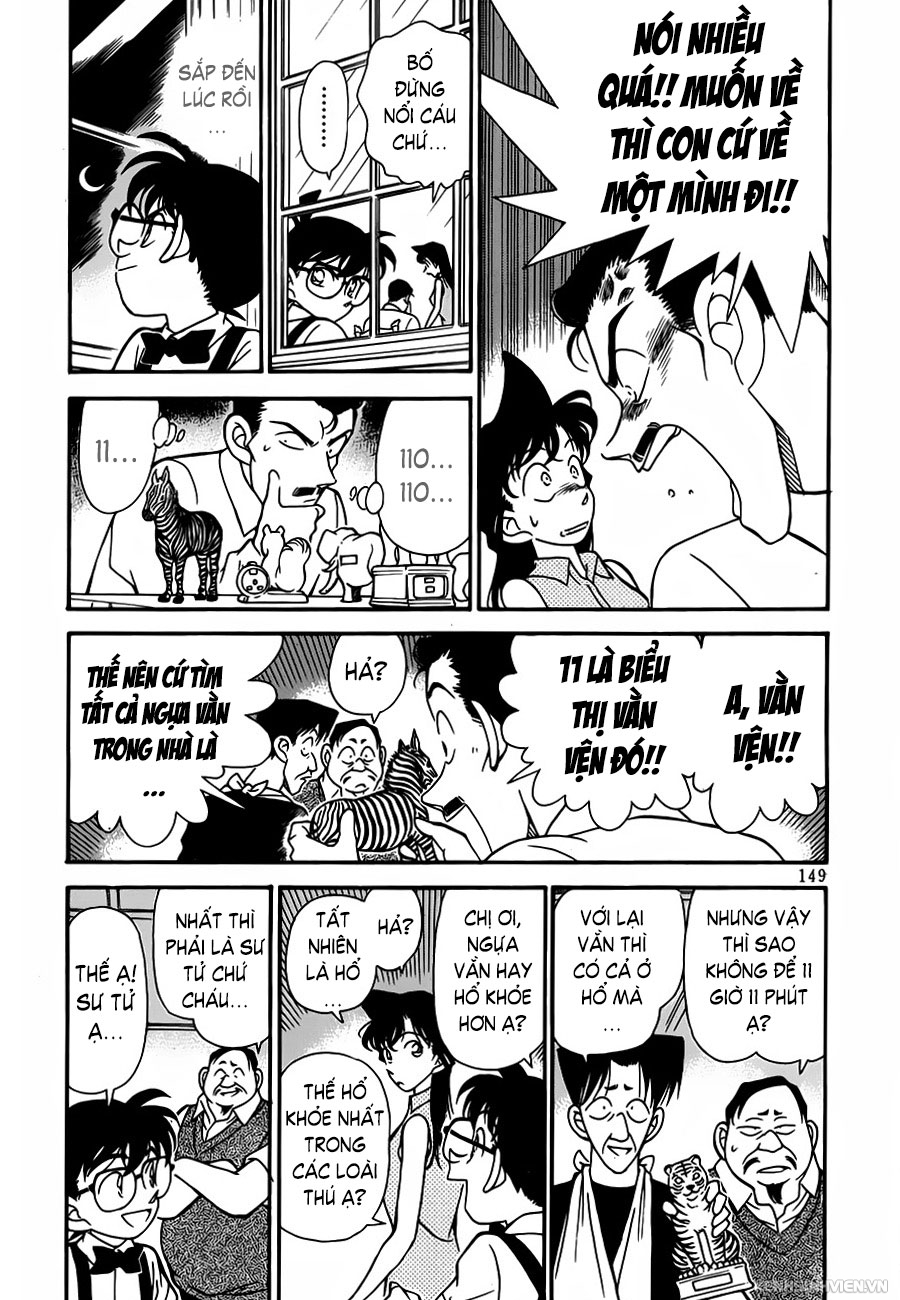 NÓI NHIỀU
QUÁ!! MUỐN VỀ
THÌ CON CỨ VỀ
MỘT MÌNH ĐI!!
BỐ
ĐỪNG
NỔI CÁU
CHỨ...
......
SẮP ĐẾN
LÚC RỒI
...
110...
110...
11...
A, VẰN
VỆN!!
11 LÀ BIỂU
THỊ VẰN
VỆN ĐÓ!!
HẢ?
THẾ NÊN CỨ TÌM
TẤT CẢ NGỰA VẰN
TRONG NHÀ LÀ
...
149
NHƯNG VẬY
THÌ SAO
KHÔNG ĐỂ 11
GIỜ 11 PHÚT
Ạ?
VỚI LẠI
VẰN THÌ
CÓ CẢ Ở
HỔ MÀ
...
CHỊ ƠI,
NGỰA
VẰN HAY
HỔ KHỎE
HƠN Ạ?
HẢ?
TẤT
NHIÊN
LÀ HỔ
...
THẾ HỔ
KHỎE NHẤT
TRONG
CÁC LOÀI
THÚ Ạ?
NHẤT THÌ
PHẢI LÀ SƯ
TỬ CHỨ
CHÁU...
THẾ Ạ!
SƯ TỬ
Ạ...